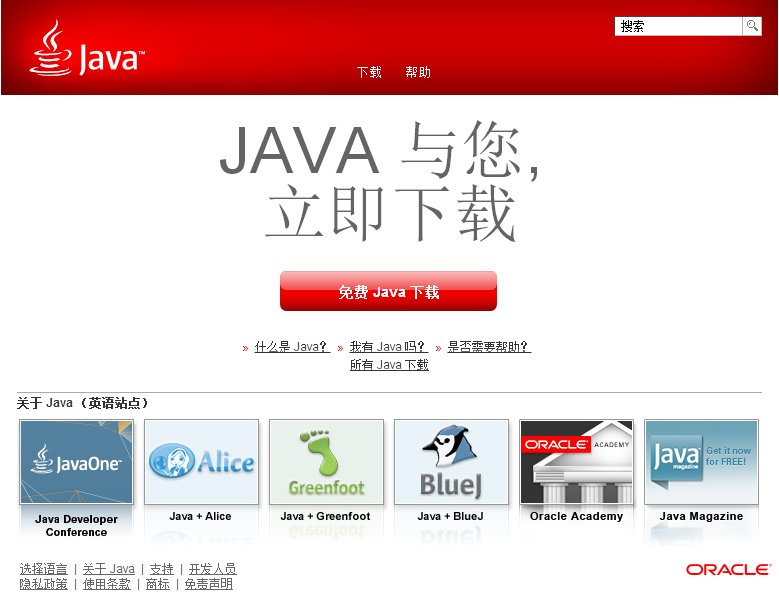 搜索
Java™
下载 帮助
JAVA 与您,
立即下载
免费 Java 下载
» 什么是 Java? » 我有 Java 吗? » 是否需要帮助?
所有 Java 下载
关于 Java（英语站点）
JavaOne™
Alice
Greenfoot
BlueJ
ORACLE ACADEMY
Java magazine
Get it now
for FREE!
Java Developer
Conference
Java + Alice
Java + Greenfoot
Java + BlueJ
Oracle Academy
Java Magazine
选择语言 | 关于 Java | 支持 | 开发人员
隐私政策 | 使用条款 | 商标 | 免责声明
ORACLE